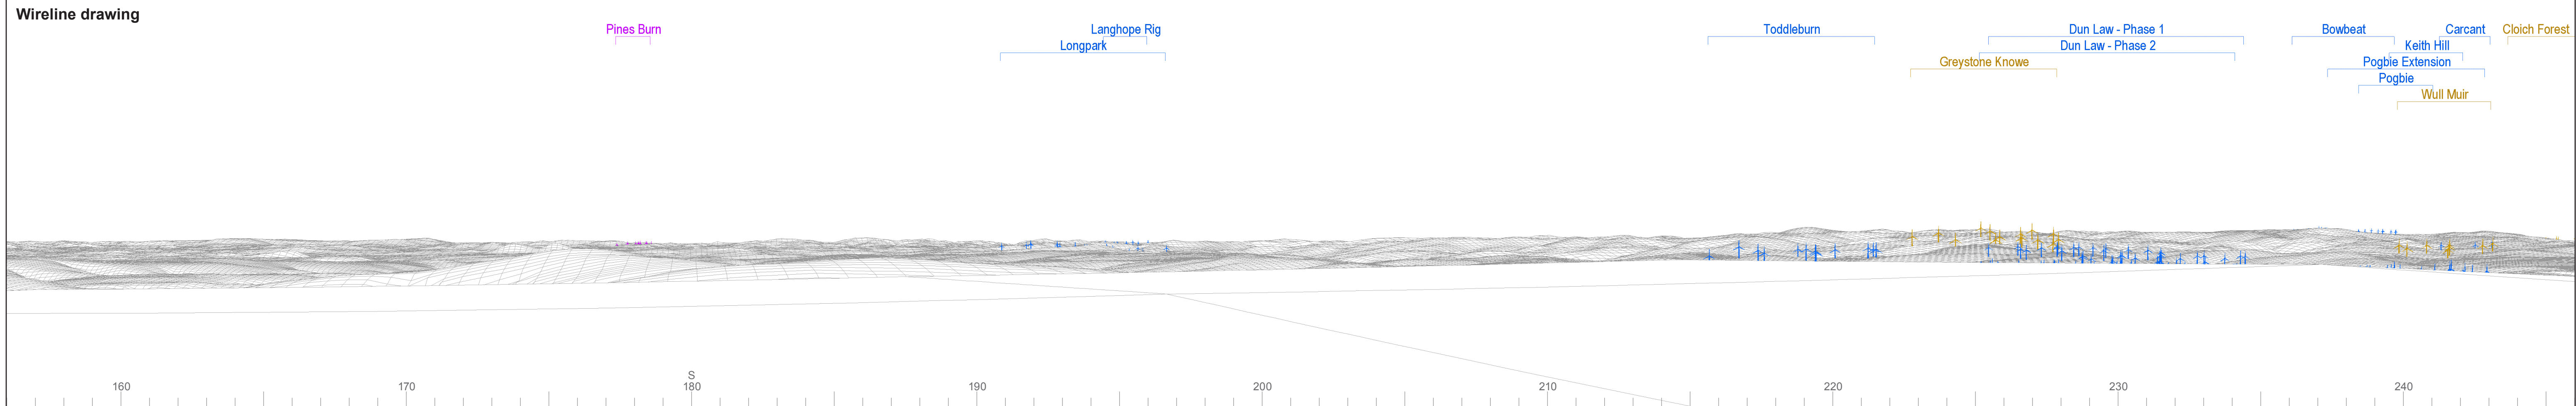 Wireline drawing
Pines Burn
Langhope Rig
Toddleburn
Dun Law - Phase 1
Bowbeat
Carcant
Cloich Forest
Longpark
Dun Law - Phase 2
Keith Hill
Greystone Knowe
Pogbie Extension
Pogbie
Wull Muir
S
160 170 180 190 200 210 220 230 240